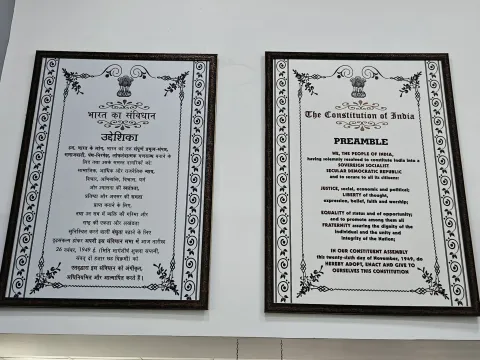 भारत का संविधान
उद्देशिका
हम, भारत के लोग, भारत को एक संपूर्ण प्रभुत्व-संपन्न,
समाजवादी, पंथ-निरपेक्ष, लोकतंत्रात्मक गणराज्य बनाने के
लिए तथा उसके समस्त नागरिकों को:
सामाजिक, आर्थिक और राजनैतिक न्याय,
विचार, अभिव्यक्ति, विश्वास, धर्म
और उपासना की स्वतंत्रता,
प्रतिष्ठा और अवसर की समता
प्राप्त कराने के लिए,
तथा उन सब में व्यक्ति की गरिमा और
राष्ट्र की एकता और अखंडता
सुनिश्चित करने वाली बंधुता बढ़ाने के लिए
दृढ़संकल्प होकर अपनी इस संविधान सभा में आज तारीख
26 नवंबर, 1949 ई. (मिति मार्गशीर्ष शुक्ला सप्तमी,
संवत् दो हजार छह विक्रमी) को
एतद्द्वारा इस संविधान को अंगीकृत,
अधिनियमित और आत्मार्पित करते हैं।
The Constitution of India
PREAMBLE
WE, THE PEOPLE OF INDIA,
having solemnly resolved to constitute India into a
SOVEREIGN SOCIALIST
SECULAR DEMOCRATIC REPUBLIC
and to secure to all its citizens:
JUSTICE, social, economic and political;
LIBERTY of thought,
expression, belief, faith and worship;
EQUALITY of status and of opportunity;
and to promote among them all
FRATERNITY assuring the dignity of the
individual and the unity and
integrity of the Nation;
IN OUR CONSTITUENT ASSEMBLY
this twenty-sixth day of November, 1949, do
HEREBY ADOPT, ENACT AND GIVE TO
OURSELVES THIS CONSTITUTION